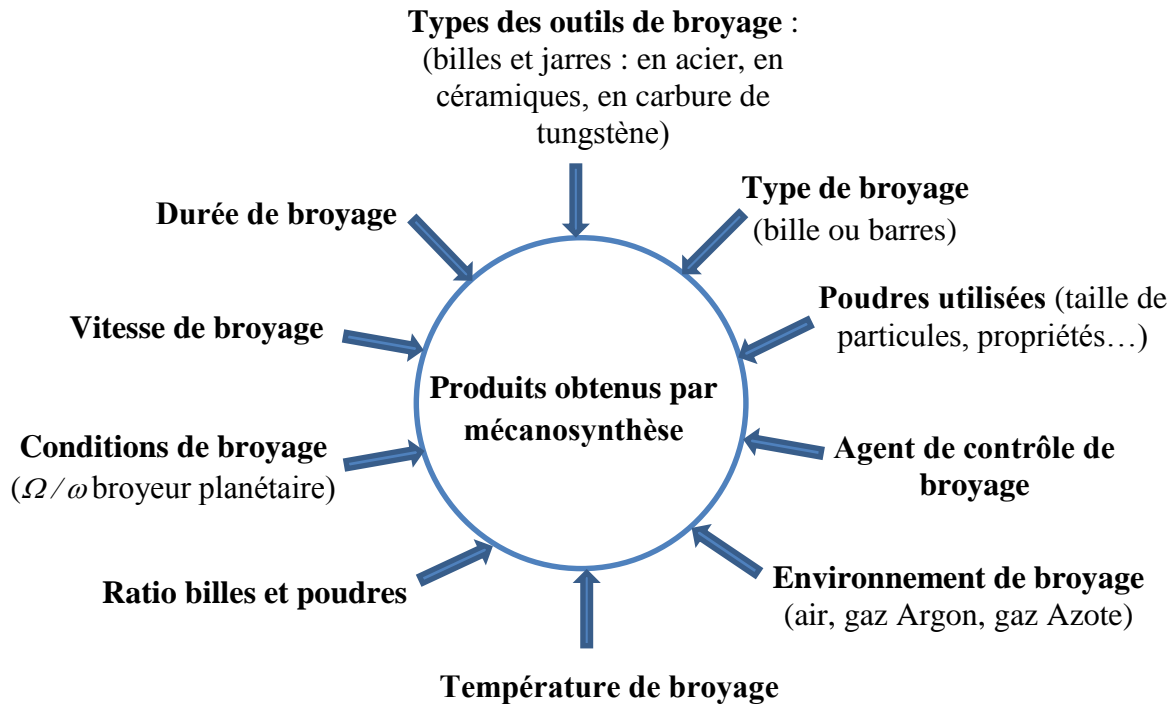 Types des outils de broyage :
(billes et jarres : en acier, en
céramiques, en carbure de
tungstène)
Type de broyage
(bille ou barres)
Durée de broyage
Poudres utilisées (taille de
particules, propriétés…)
Vitesse de broyage
Produits obtenus par
mécanosynthèse
Conditions de broyage
(Ω / ω broyeur planétaire)
Agent de contrôle de
broyage
Ratio billes et poudres
Environnement de broyage
(air, gaz Argon, gaz Azote)
Température de broyage